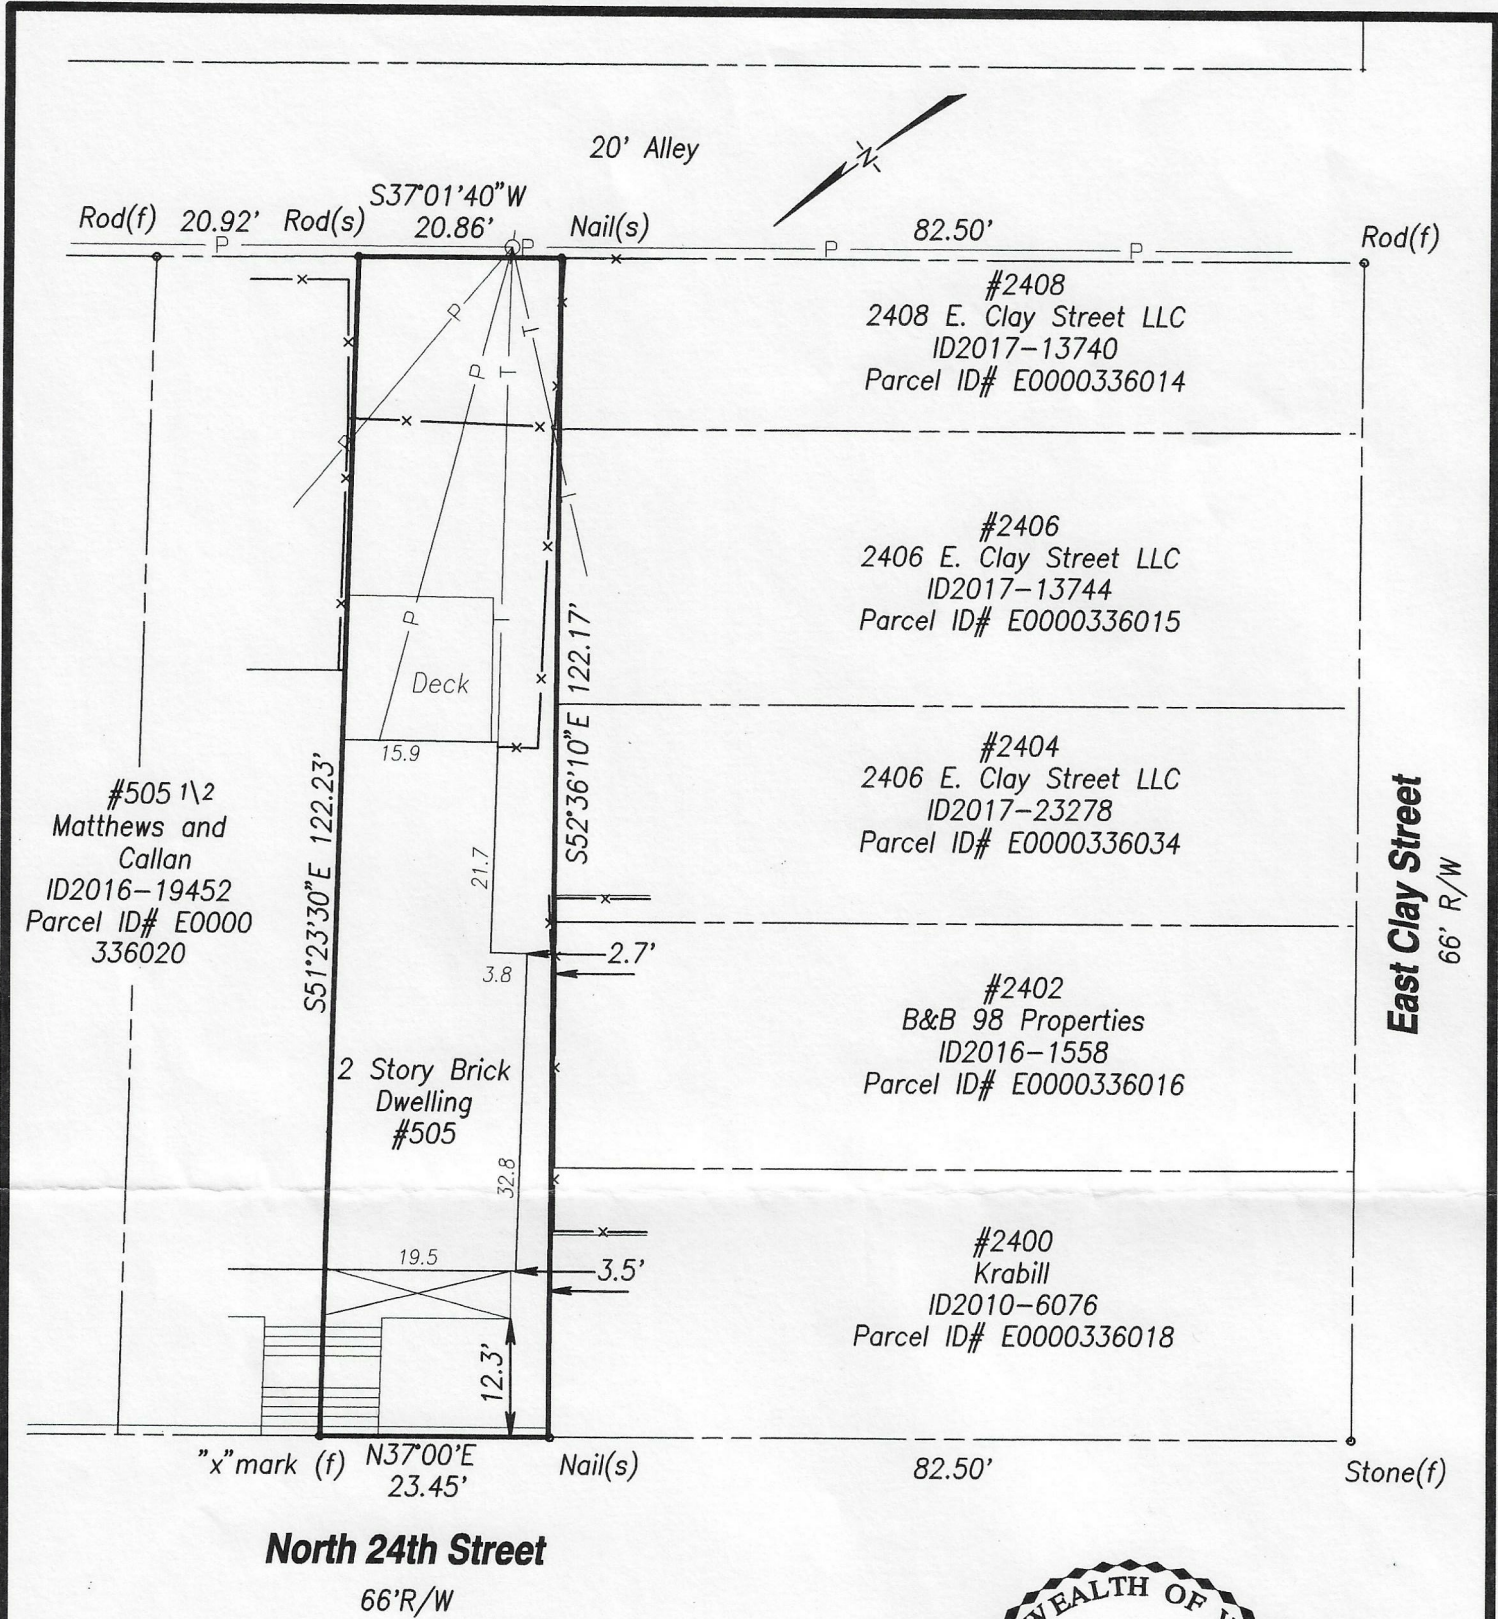 20' Alley
-N-
S37°01'40"W
Rod(f) 20.92' Rod(s) 20.86' Nail(s) 82.50' Rod(f)
P P P P
#2408
2408 E. Clay Street LLC
ID2017-13740
Parcel ID# E0000336014
P P T T
P T
#2406
2406 E. Clay Street LLC
ID2017-13744
Parcel ID# E0000336015
P T
Deck
15.9
S52°36'10"E 122.17'
#2404
2406 E. Clay Street LLC
ID2017-23278
Parcel ID# E0000336034
#505 1\2
Matthews and
Callan
ID2016-19452
Parcel ID# E0000
336020
S51°23'30"E 122.23'
21.7
3.8
2.7'
#2402
B&B 98 Properties
ID2016-1558
Parcel ID# E0000336016
East Clay Street
66' R/W
2 Story Brick
Dwelling
#505
32.8
19.5
3.5'
#2400
Krabill
ID2010-6076
Parcel ID# E0000336018
12.3'
"x"mark (f) N37°00'E Nail(s) 82.50' Stone(f)
23.45'
North 24th Street
66'R/W
WEALTH OF